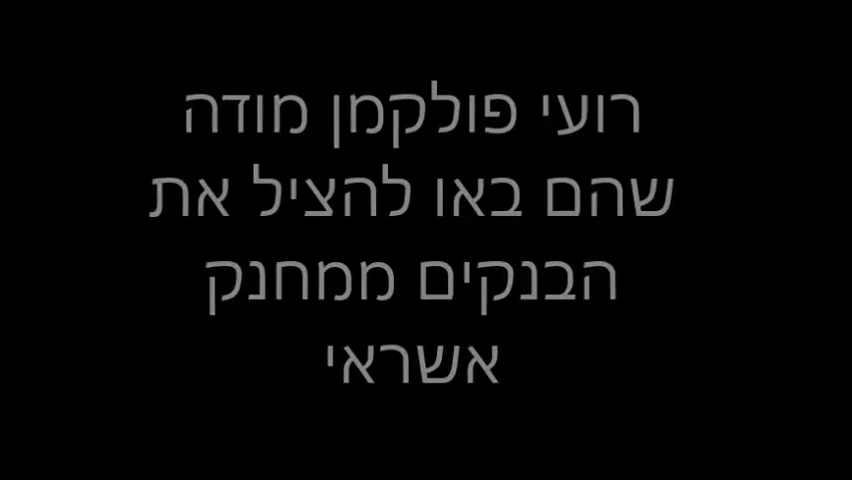 רועי פולקמן מודה
שהם באו להציל את
הבנקים ממחנק
אשראי